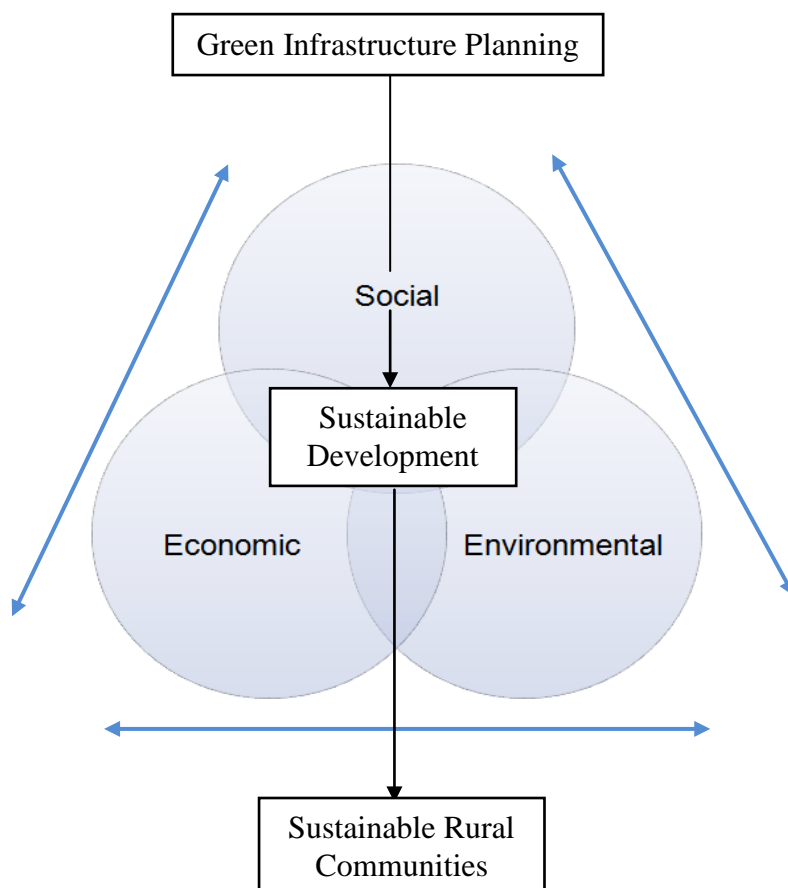 Green Infrastructure Planning
Social
Sustainable
Development
Economic
Environmental
Sustainable Rural
Communities